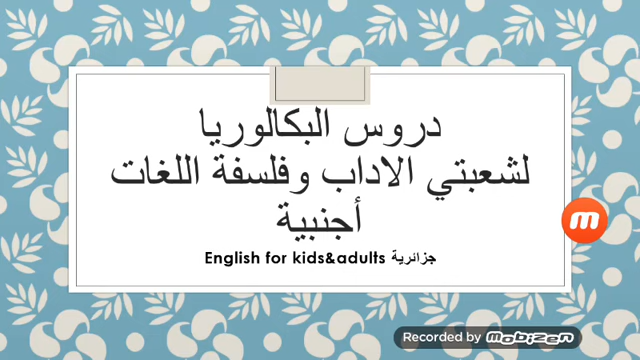 دروس البكالوريا
لشعبتي الاداب وفلسفة اللغات
أجنبية
English for kids&adults جزائرية
Recorded by mobizen